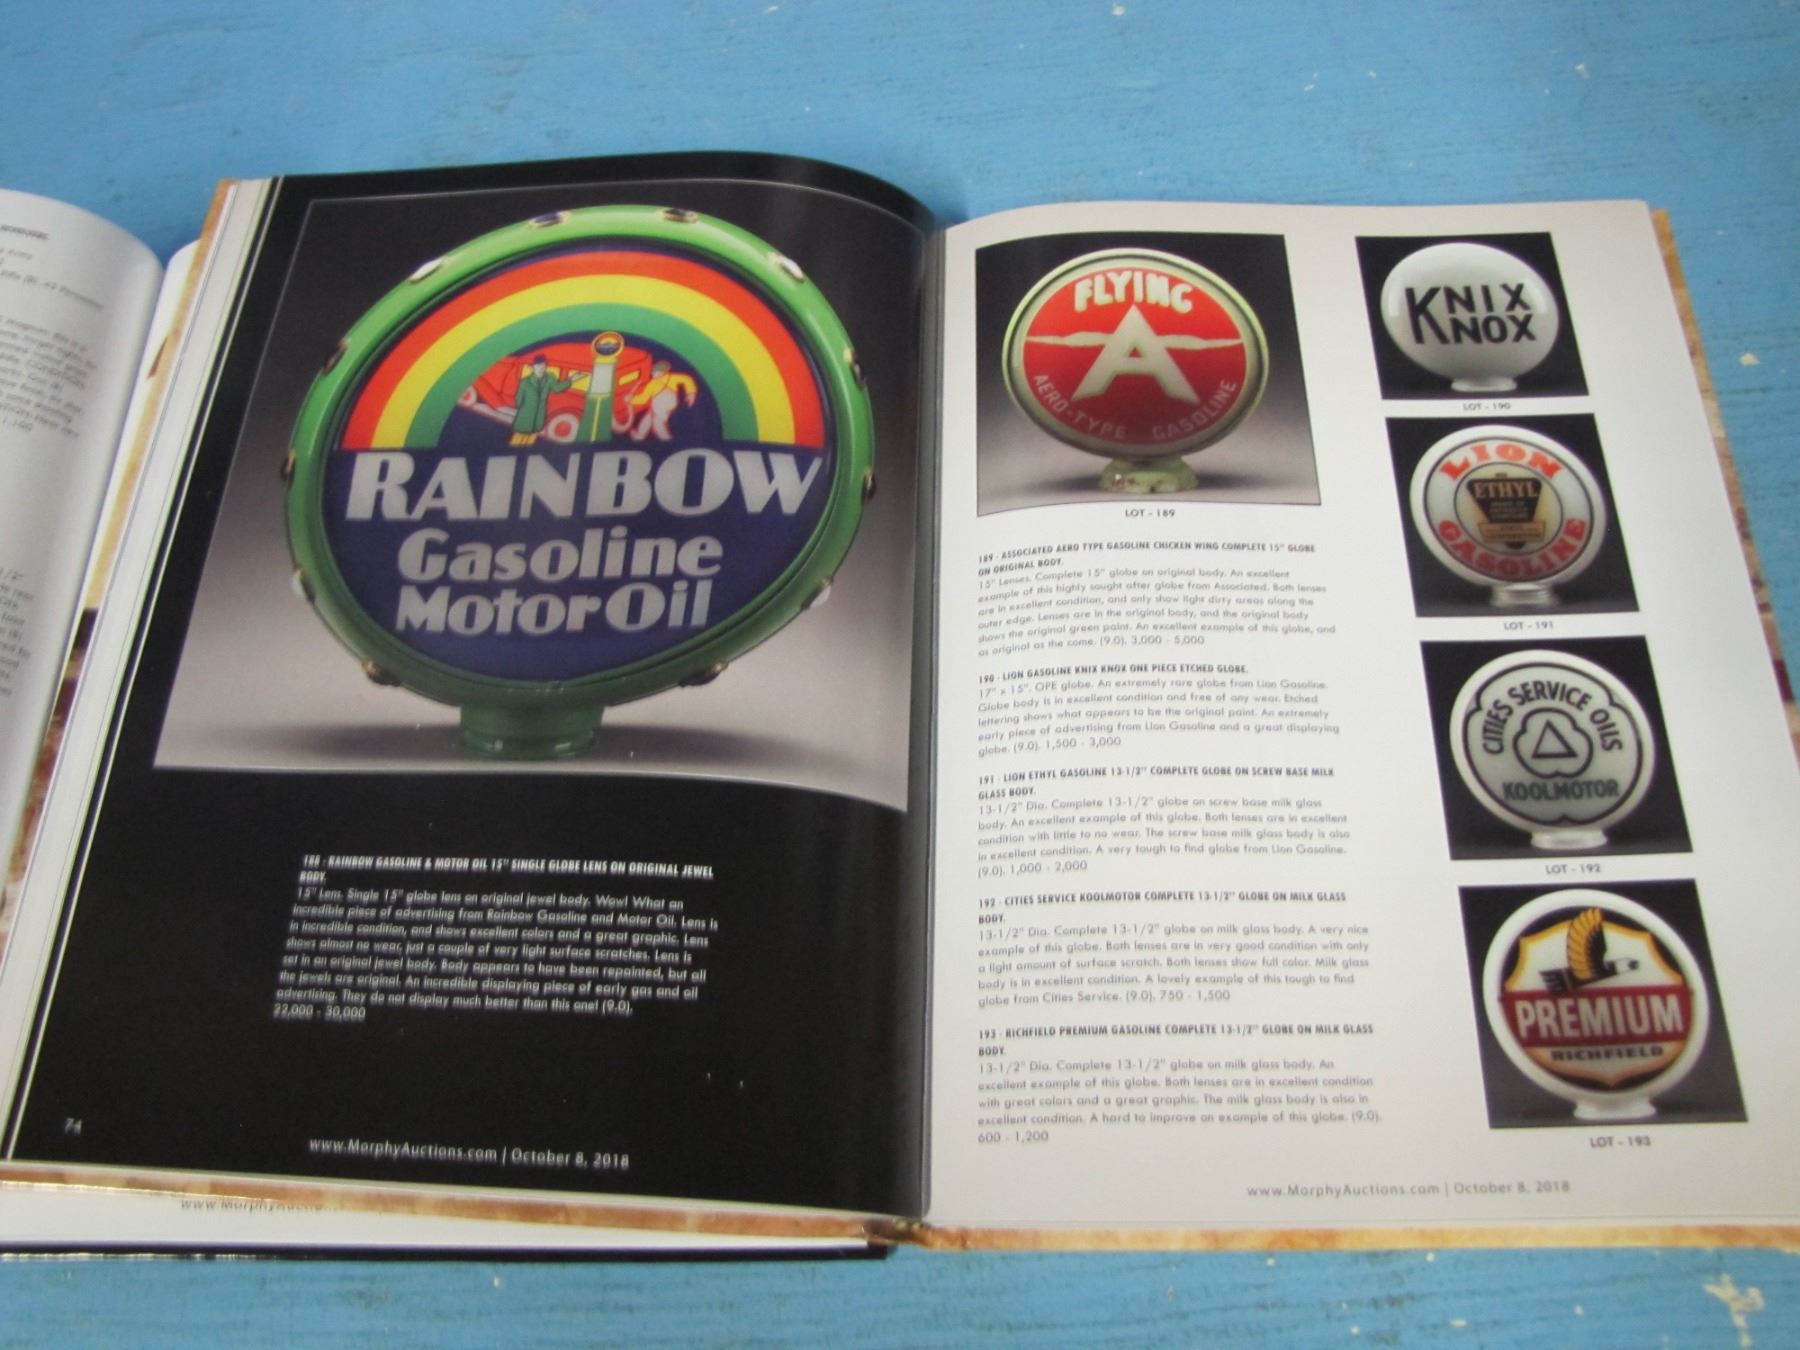 RAINBOW
Gasoline
Motor Oil
188 - RAINBOW GASOLINE & MOTOR OIL 15" SINGLE GLOBE LENS ON ORIGINAL JEWEL
BODY.
15" Lens. Single 15" globe lens on original jewel body. Wow! What an
incredible piece of advertising from Rainbow Gasoline and Motor Oil. Lens is
in incredible condition, and shows excellent colors and a great graphic. Lens
shows almost no wear, just a couple of very light surface scratches. Lens is
set in an original jewel body. Body appears to have been repainted, but all
the jewels are original. An incredible displaying piece of early gas and oil
advertising. They do not display much better than this one! (9.0).
22,000 - 30,000
74
www.MorphyAuctions.com | October 8, 2018
FLYING
A
AERO-TYPE GASOLINE
LOT - 189
189 - ASSOCIATED AERO TYPE GASOLINE CHICKEN WING COMPLETE 15" GLOBE
ON ORIGINAL BODY.
15" Lenses. Complete 15" globe on original body. An excellent
example of this highly sought after globe from Associated. Both lenses
are in excellent condition, and only show light dirty areas along the
outer edge. Lenses are in the original body, and the original body
shows the original green paint. An excellent example of this globe, and
as original as the come. (9.0). 3,000 - 5,000
190 - LION GASOLINE KNIX KNOX ONE PIECE ETCHED GLOBE.
17" x 15". OPE globe. An extremely rare globe from Lion Gasoline.
Globe body is in excellent condition and free of any wear. Etched
lettering shows what appears to be the original paint. An extremely
early piece of advertising from Lion Gasoline and a great displaying
globe. (9.0). 1,500 - 3,000
191 - LION ETHYL GASOLINE 13-1/2" COMPLETE GLOBE ON SCREW BASE MILK
GLASS BODY.
13-1/2" Dia. Complete 13-1/2" globe on screw base milk glass
body. An excellent example of this globe. Both lenses are in excellent
condition with little to no wear. The screw base milk glass body is also
in excellent condition. A very tough to find globe from Lion Gasoline.
(9.0). 1,000 - 2,000
192 - CITIES SERVICE KOOLMOTOR COMPLETE 13-1/2" GLOBE ON MILK GLASS
BODY.
13-1/2" Dia. Complete 13-1/2" globe on milk glass body. A very nice
example of this globe. Both lenses are in very good condition with only
a light amount of surface scratch. Both lenses show full color. Milk glass
body is in excellent condition. A lovely example of this tough to find
globe from Cities Service. (9.0). 750 - 1,500
193 - RICHFIELD PREMIUM GASOLINE COMPLETE 13-1/2" GLOBE ON MILK GLASS
BODY.
13-1/2" Dia. Complete 13-1/2" globe on milk glass body. An
excellent example of this globe. Both lenses are in excellent condition
with great colors and a great graphic. The milk glass body is also in
excellent condition. A hard to improve on example of this globe. (9.0).
600 - 1,200
KNIX
KNOX
LOT - 190
LION
ETHYL
GASOLINE
LOT - 191
CITIES SERVICE OILS
KOOLMOTOR
LOT - 192
PREMIUM
RICHFIELD
LOT - 193
www.MorphyAuctions.com | October 8, 2018